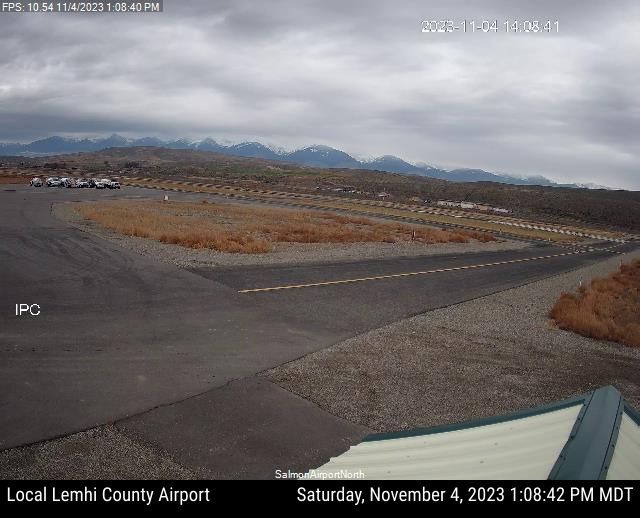 FPS: 10.54 11/4/2023 1:08:40 PM
2023-11-04 14:08:41
IPC
SalmonAirportNorth
Local Lemhi County Airport
Saturday, November 4, 2023 1:08:42 PM MDT